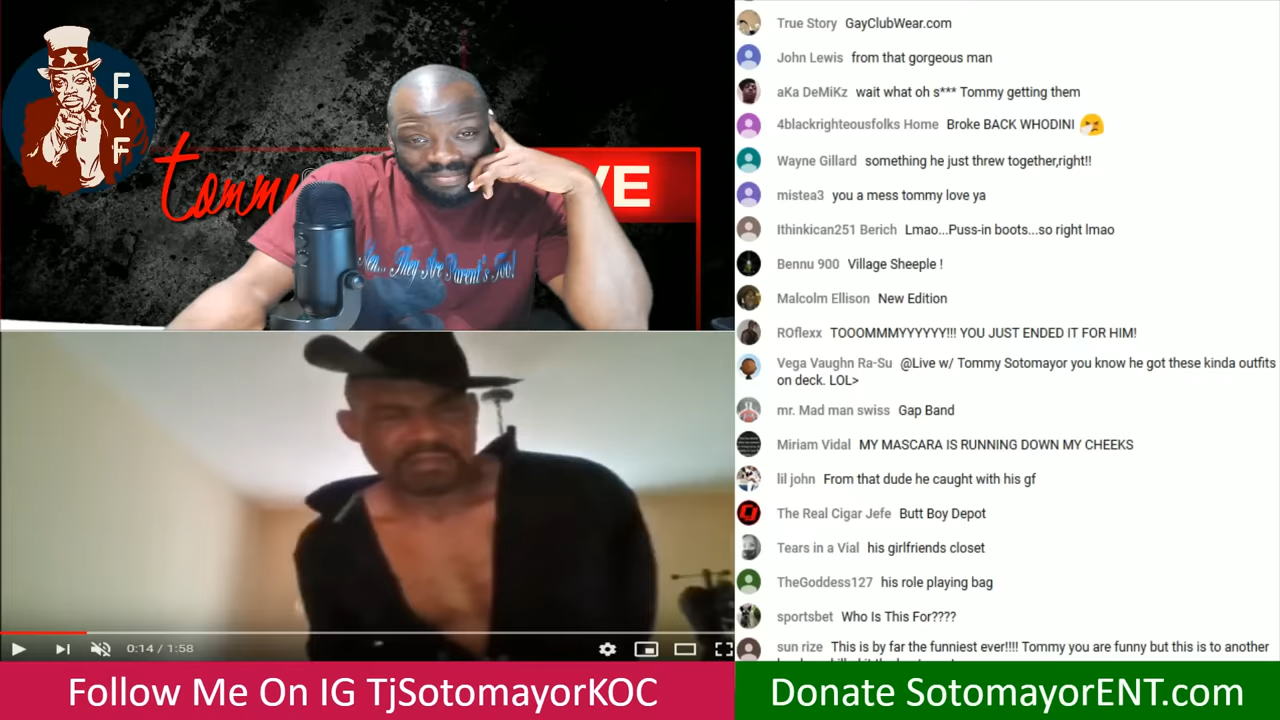 FYF
tommy
VE
Men... They Are Parent's Too!
0:14 / 1:58
Follow Me On IG TjSotomayorKOC
True Story GayClubWear.com
John Lewis from that gorgeous man
aKa DeMiKz wait what oh s*** Tommy getting them
4blackrighteousfolks Home Broke BACK WHODINI
Wayne Gillard something he just threw together,right!!
mistea3 you a mess tommy love ya
Ithinkican251 Berich Lmao...Puss-in boots...so right lmao
Bennu 900 Village Sheeple !
Malcolm Ellison New Edition
ROflexx TOOOMMMYYYYYY!!! YOU JUST ENDED IT FOR HIM!
Vega Vaughn Ra-Su @Live w/ Tommy Sotomayor you know he got these kinda outfits
on deck. LOL>
mr. Mad man swiss Gap Band
Miriam Vidal MY MASCARA IS RUNNING DOWN MY CHEEKS
lil john From that dude he caught with his gf
The Real Cigar Jefe Butt Boy Depot
Tears in a Vial his girlfriends closet
TheGoddess127 his role playing bag
sportsbet Who Is This For????
sun rize This is by far the funniest ever!!!! Tommy you are funny but this is to another
Donate SotomayorENT.com